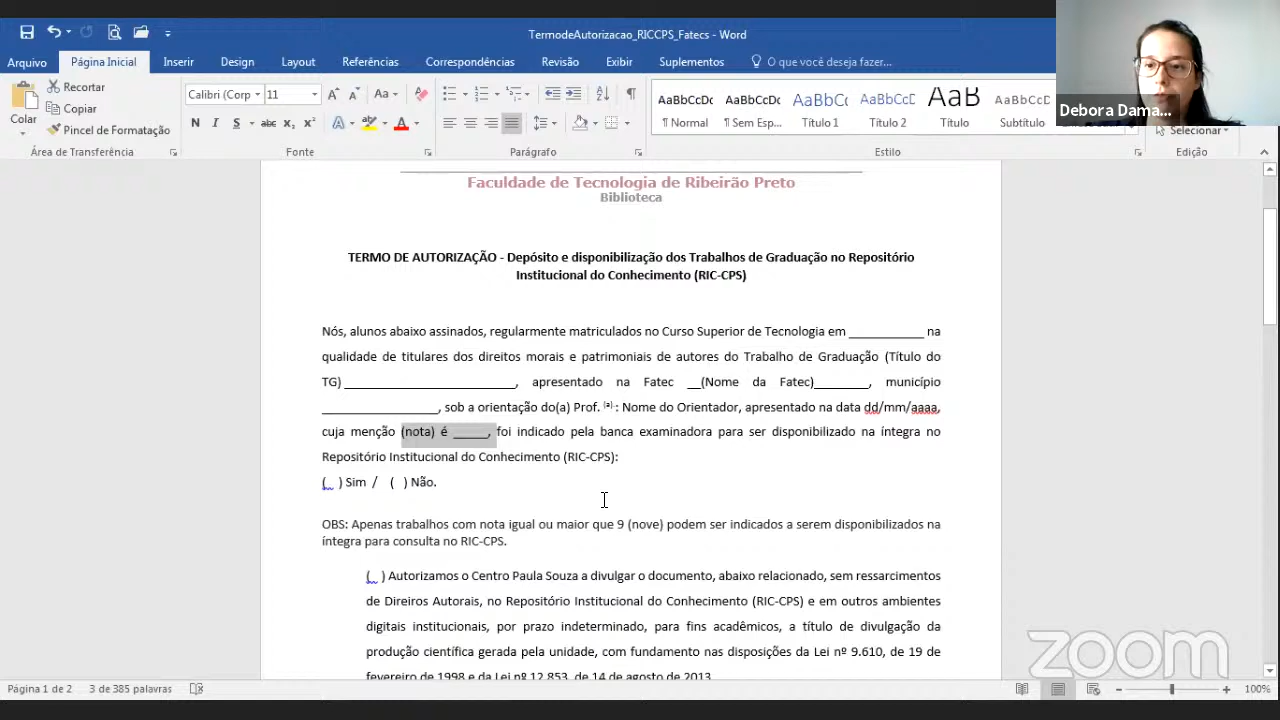 TermodeAutorizacao_RICCPS_Fatecs - Word
Arquivo Página Inicial Inserir Design Layout Referências Correspondências Revisão Exibir Suplementos O que você deseja fazer...
Debora Dama...
Colar
Recortar
Copiar
Pincel de Formatação
Calibri (Corp 11
N I S abc x₂ x²
AaBbCcDc AaBbCcDc AaBbCc AaBbCcD AaB AaBbCcD
¶ Normal ¶ Sem Esp... Título 1 Título 2 Título Subtítulo
Selecionar
Área de Transferência Fonte Parágrafo Estilo Edição
Faculdade de Tecnologia de Ribeirão Preto
Biblioteca
TERMO DE AUTORIZAÇÃO - Depósito e disponibilização dos Trabalhos de Graduação no Repositório
Institucional do Conhecimento (RIC-CPS)
Nós, alunos abaixo assinados, regularmente matriculados no Curso Superior de Tecnologia em ____________ na
qualidade de titulares dos direitos morais e patrimoniais de autores do Trabalho de Graduação (Título do
TG)___________________________, apresentado na Fatec __(Nome da Fatec)________, município
___________________, sob a orientação do(a) Prof. (a).: Nome do Orientador, apresentado na data dd/mm/aaaa,
cuja menção (nota) é _____, foi indicado pela banca examinadora para ser disponibilizado na íntegra no
Repositório Institucional do Conhecimento (RIC-CPS):
( ) Sim / ( ) Não.
OBS: Apenas trabalhos com nota igual ou maior que 9 (nove) podem ser indicados a serem disponibilizados na
íntegra para consulta no RIC-CPS.
( ) Autorizamos o Centro Paula Souza a divulgar o documento, abaixo relacionado, sem ressarcimentos
de Direiros Autorais, no Repositório Institucional do Conhecimento (RIC-CPS) e em outros ambientes
digitais institucionais, por prazo indeterminado, para fins acadêmicos, a título de divulgação da
produção científica gerada pela unidade, com fundamento nas disposições da Lei nº 9.610, de 19 de
fevereiro de 1998 e da Lei nº 12.853, de 14 de agosto de 2013.
zoom
Página 1 de 2 3 de 385 palavras 100%